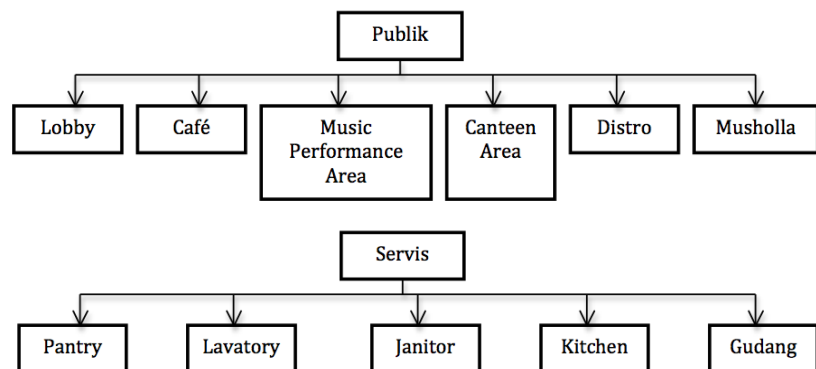 Publik
Lobby
Café
Music
Performance
Area
Canteen
Area
Distro
Musholla
Servis
Pantry
Lavatory
Janitor
Kitchen
Gudang